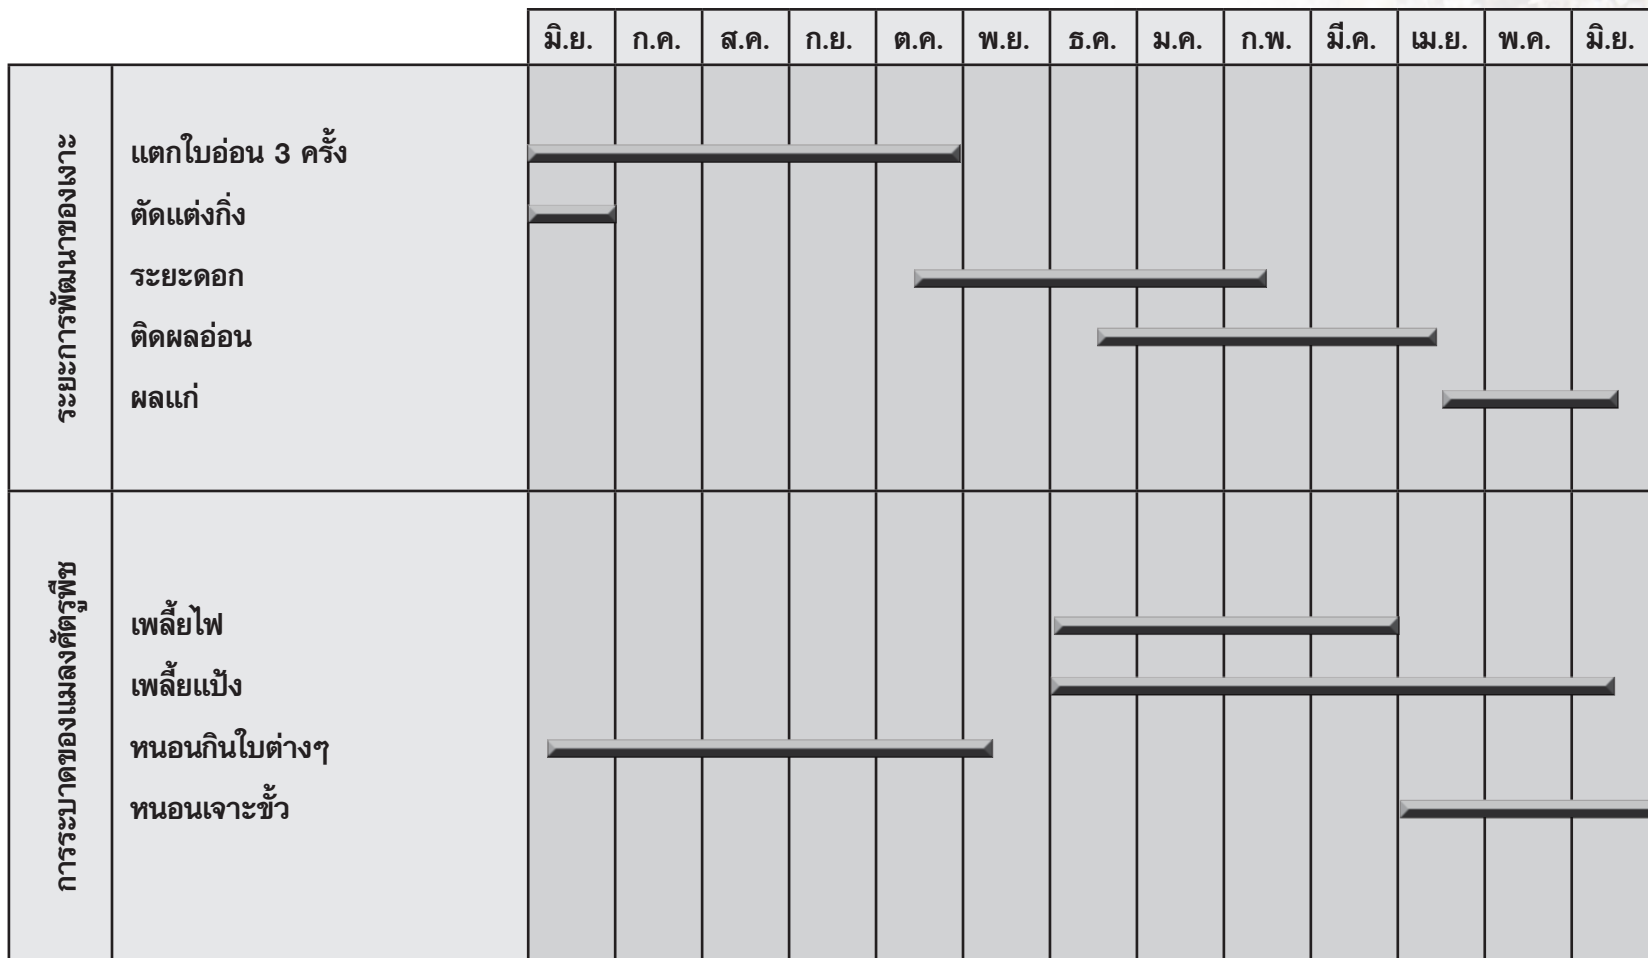 มิ.ย. ก.ค. ส.ค. ก.ย. ต.ค. พ.ย. ธ.ค. ม.ค. ก.พ. มี.ค. เม.ย. พ.ค. มิ.ย.
ระยะการพัฒนาของเงาะ
แตกใบอ่อน 3 ครั้ง
ตัดแต่งกิ่ง
ระยะดอก
ติดผลอ่อน
ผลแก่
การระบาดของแมลงศัตรูพืช
เพลี้ยไฟ
เพลี้ยแป้ง
หนอนกินใบต่างๆ
หนอนเจาะขั้ว